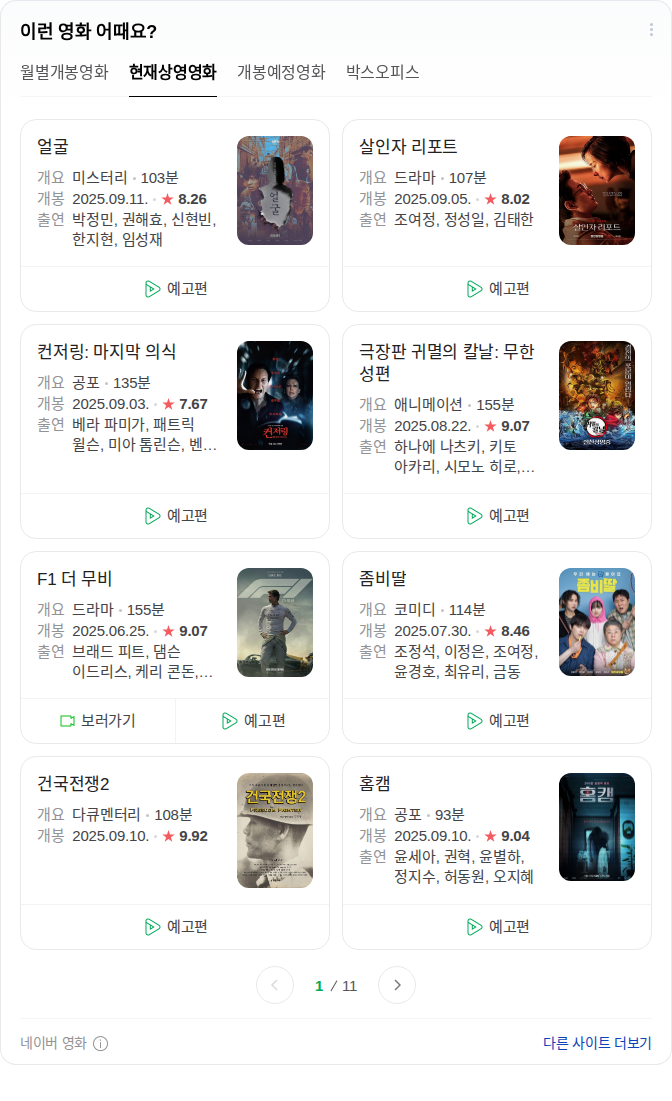 이런 영화 어때요?
월별개봉영화 현재상영영화 개봉예정영화 박스오피스
얼굴
개요 미스터리 · 103분
개봉 2025.09.11. · ★ 8.26
출연 박정민, 권해효, 신현빈,
한지현, 임성재
예고편
살인자 리포트
개요 드라마 · 107분
개봉 2025.09.05. · ★ 8.02
출연 조여정, 정성일, 김태한
살인자 리포트
예고편
컨저링: 마지막 의식
개요 공포 · 135분
개봉 2025.09.03. · ★ 7.67
출연 베라 파미가, 패트릭
윌슨, 미아 톰린슨, 벤…
컨저링
예고편
극장판 귀멸의 칼날: 무한
성편
개요 애니메이션 · 155분
개봉 2025.08.22. · ★ 9.07
출연 하나에 나츠키, 키토
아카리, 시모노 히로,…
예고편
F1 더 무비
개요 드라마 · 155분
개봉 2025.06.25. · ★ 9.07
출연 브래드 피트, 댐슨
이드리스, 케리 콘돈,…
보러가기 예고편
좀비딸
개요 코미디 · 114분
개봉 2025.07.30. · ★ 8.46
출연 조정석, 이정은, 조여정,
윤경호, 최유리, 금동
좀비딸
예고편
건국전쟁2
개요 다큐멘터리 · 108분
개봉 2025.09.10. · ★ 9.92
건국전쟁2
예고편
홈캠
개요 공포 · 93분
개봉 2025.09.10. · ★ 9.04
출연 윤세아, 권혁, 윤별하,
정지수, 허동원, 오지혜
홈캠
예고편
1 / 11
네이버 영화
다른 사이트 더보기